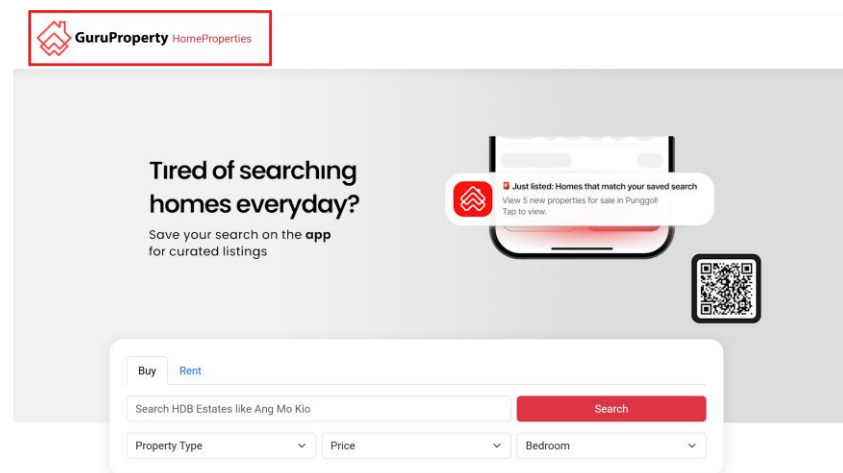 GuruProperty HomeProperties
Tired of searching
homes everyday?
Save your search on the app
for curated listings
Just listed: Homes that match your saved search
View 5 new properties for sale in Punggol!
Tap to view.
Buy Rent
Search HDB Estates like Ang Mo Kio Search
Property Type Price Bedroom